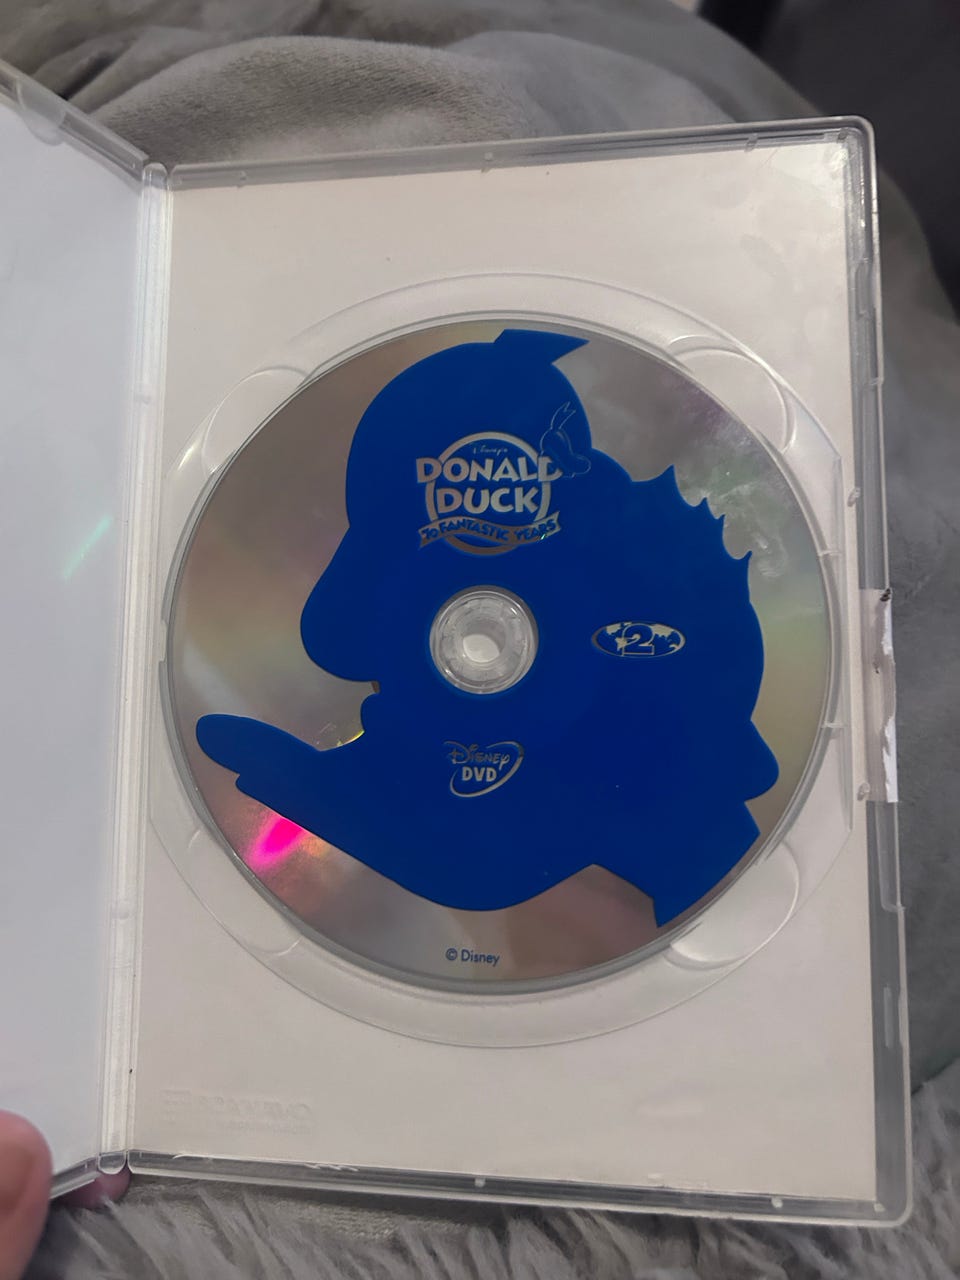 Disney's
DONALD
DUCK
70 FANTASTIC YEARS
2
Disney
DVD
© Disney